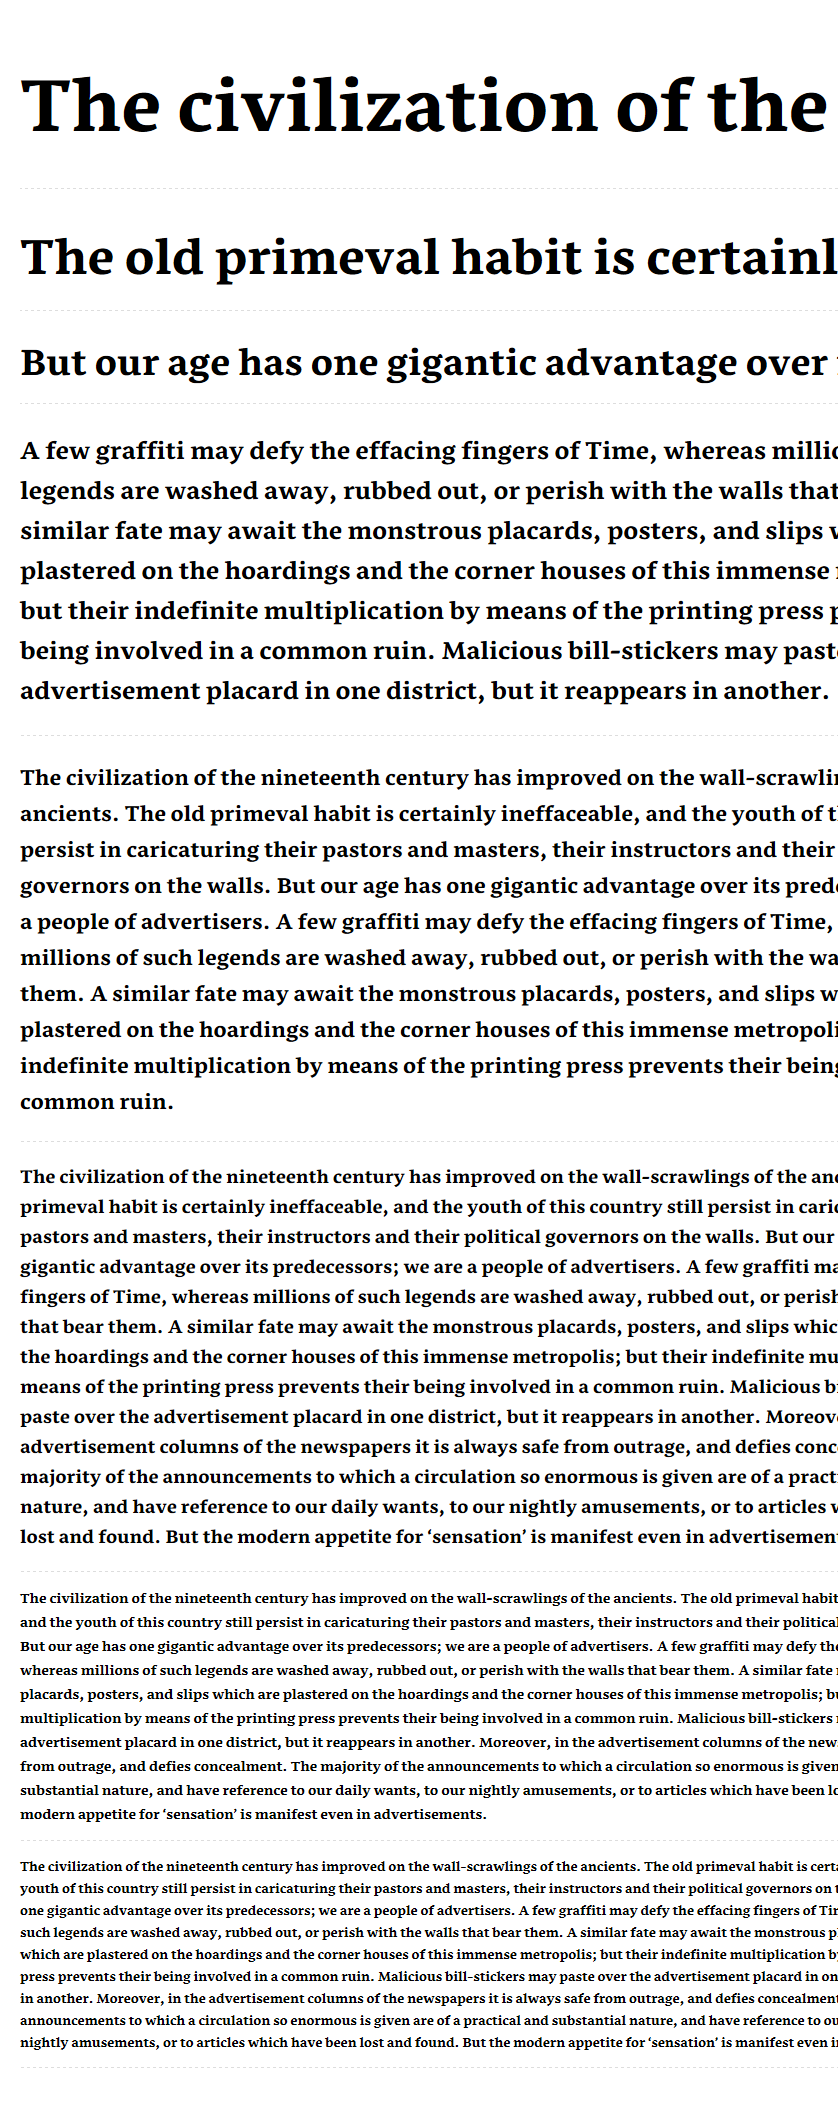 The civilization of the
The old primeval habit is certainl
But our age has one gigantic advantage over
A few graffiti may defy the effacing fingers of Time, whereas millio
legends are washed away, rubbed out, or perish with the walls that
similar fate may await the monstrous placards, posters, and slips
plastered on the hoardings and the corner houses of this immense
but their indefinite multiplication by means of the printing press
being involved in a common ruin. Malicious bill-stickers may past
advertisement placard in one district, but it reappears in another.
The civilization of the nineteenth century has improved on the wall-scrawlin
ancients. The old primeval habit is certainly ineffaceable, and the youth of
persist in caricaturing their pastors and masters, their instructors and their
governors on the walls. But our age has one gigantic advantage over its pred
a people of advertisers. A few graffiti may defy the effacing fingers of Time,
millions of such legends are washed away, rubbed out, or perish with the wa
them. A similar fate may await the monstrous placards, posters, and slips w
plastered on the hoardings and the corner houses of this immense metropoli
indefinite multiplication by means of the printing press prevents their being
common ruin.
The civilization of the nineteenth century has improved on the wall-scrawlings of the an
primeval habit is certainly ineffaceable, and the youth of this country still persist in cari
pastors and masters, their instructors and their political governors on the walls. But our
gigantic advantage over its predecessors; we are a people of advertisers. A few graffiti ma
fingers of Time, whereas millions of such legends are washed away, rubbed out, or perish
that bear them. A similar fate may await the monstrous placards, posters, and slips whic
the hoardings and the corner houses of this immense metropolis; but their indefinite mu
means of the printing press prevents their being involved in a common ruin. Malicious b
paste over the advertisement placard in one district, but it reappears in another. Moreov
advertisement columns of the newspapers it is always safe from outrage, and defies conc
majority of the announcements to which a circulation so enormous is given are of a pract
nature, and have reference to our daily wants, to our nightly amusements, or to articles
lost and found. But the modern appetite for ‘sensation’ is manifest even in advertisemen
The civilization of the nineteenth century has improved on the wall-scrawlings of the ancients. The old primeval habit
and the youth of this country still persist in caricaturing their pastors and masters, their instructors and their political
But our age has one gigantic advantage over its predecessors; we are a people of advertisers. A few graffiti may defy the
whereas millions of such legends are washed away, rubbed out, or perish with the walls that bear them. A similar fate
placards, posters, and slips which are plastered on the hoardings and the corner houses of this immense metropolis; bu
multiplication by means of the printing press prevents their being involved in a common ruin. Malicious bill-stickers
advertisement placard in one district, but it reappears in another. Moreover, in the advertisement columns of the new
from outrage, and defies concealment. The majority of the announcements to which a circulation so enormous is given
substantial nature, and have reference to our daily wants, to our nightly amusements, or to articles which have been lo
modern appetite for ‘sensation’ is manifest even in advertisements.
The civilization of the nineteenth century has improved on the wall-scrawlings of the ancients. The old primeval habit is cert
youth of this country still persist in caricaturing their pastors and masters, their instructors and their political governors on
one gigantic advantage over its predecessors; we are a people of advertisers. A few graffiti may defy the effacing fingers of Ti
such legends are washed away, rubbed out, or perish with the walls that bear them. A similar fate may await the monstrous p
which are plastered on the hoardings and the corner houses of this immense metropolis; but their indefinite multiplication b
press prevents their being involved in a common ruin. Malicious bill-stickers may paste over the advertisement placard in on
in another. Moreover, in the advertisement columns of the newspapers it is always safe from outrage, and defies concealment
announcements to which a circulation so enormous is given are of a practical and substantial nature, and have reference to ou
nightly amusements, or to articles which have been lost and found. But the modern appetite for ‘sensation’ is manifest even i